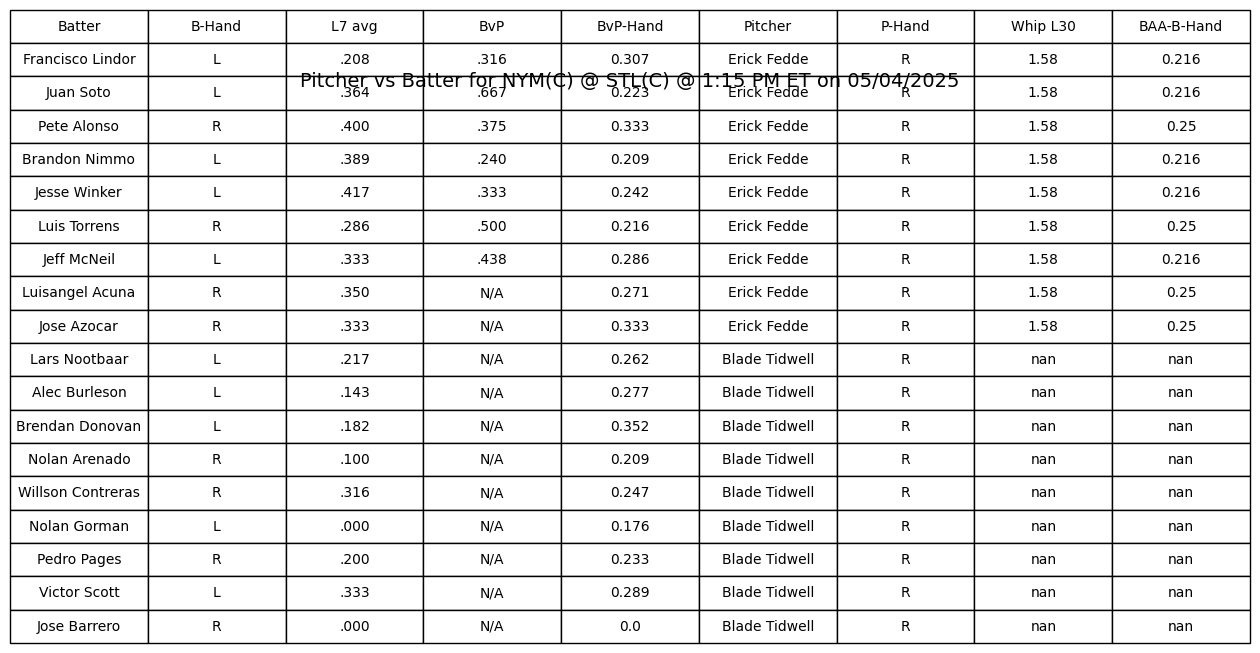 Batter B-Hand L7 avg BvP BvP-Hand Pitcher P-Hand Whip L30 BAA-B-Hand
Francisco Lindor L .208 .316 0.307 Erick Fedde R 1.58 0.216
Pitcher vs Batter for NYM(C) @ STL(C) @ 1:15 PM ET on 05/04/2025
Juan Soto L .364 .667 0.223 Erick Fedde R 1.58 0.216
Pete Alonso R .400 .375 0.333 Erick Fedde R 1.58 0.25
Brandon Nimmo L .389 .240 0.209 Erick Fedde R 1.58 0.216
Jesse Winker L .417 .333 0.242 Erick Fedde R 1.58 0.216
Luis Torrens R .286 .500 0.216 Erick Fedde R 1.58 0.25
Jeff McNeil L .333 .438 0.286 Erick Fedde R 1.58 0.216
Luisangel Acuna R .350 N/A 0.271 Erick Fedde R 1.58 0.25
Jose Azocar R .333 N/A 0.333 Erick Fedde R 1.58 0.25
Lars Nootbaar L .217 N/A 0.262 Blade Tidwell R nan nan
Alec Burleson L .143 N/A 0.277 Blade Tidwell R nan nan
Brendan Donovan L .182 N/A 0.352 Blade Tidwell R nan nan
Nolan Arenado R .100 N/A 0.209 Blade Tidwell R nan nan
Willson Contreras R .316 N/A 0.247 Blade Tidwell R nan nan
Nolan Gorman L .000 N/A 0.176 Blade Tidwell R nan nan
Pedro Pages R .200 N/A 0.233 Blade Tidwell R nan nan
Victor Scott L .333 N/A 0.289 Blade Tidwell R nan nan
Jose Barrero R .000 N/A 0.0 Blade Tidwell R nan nan